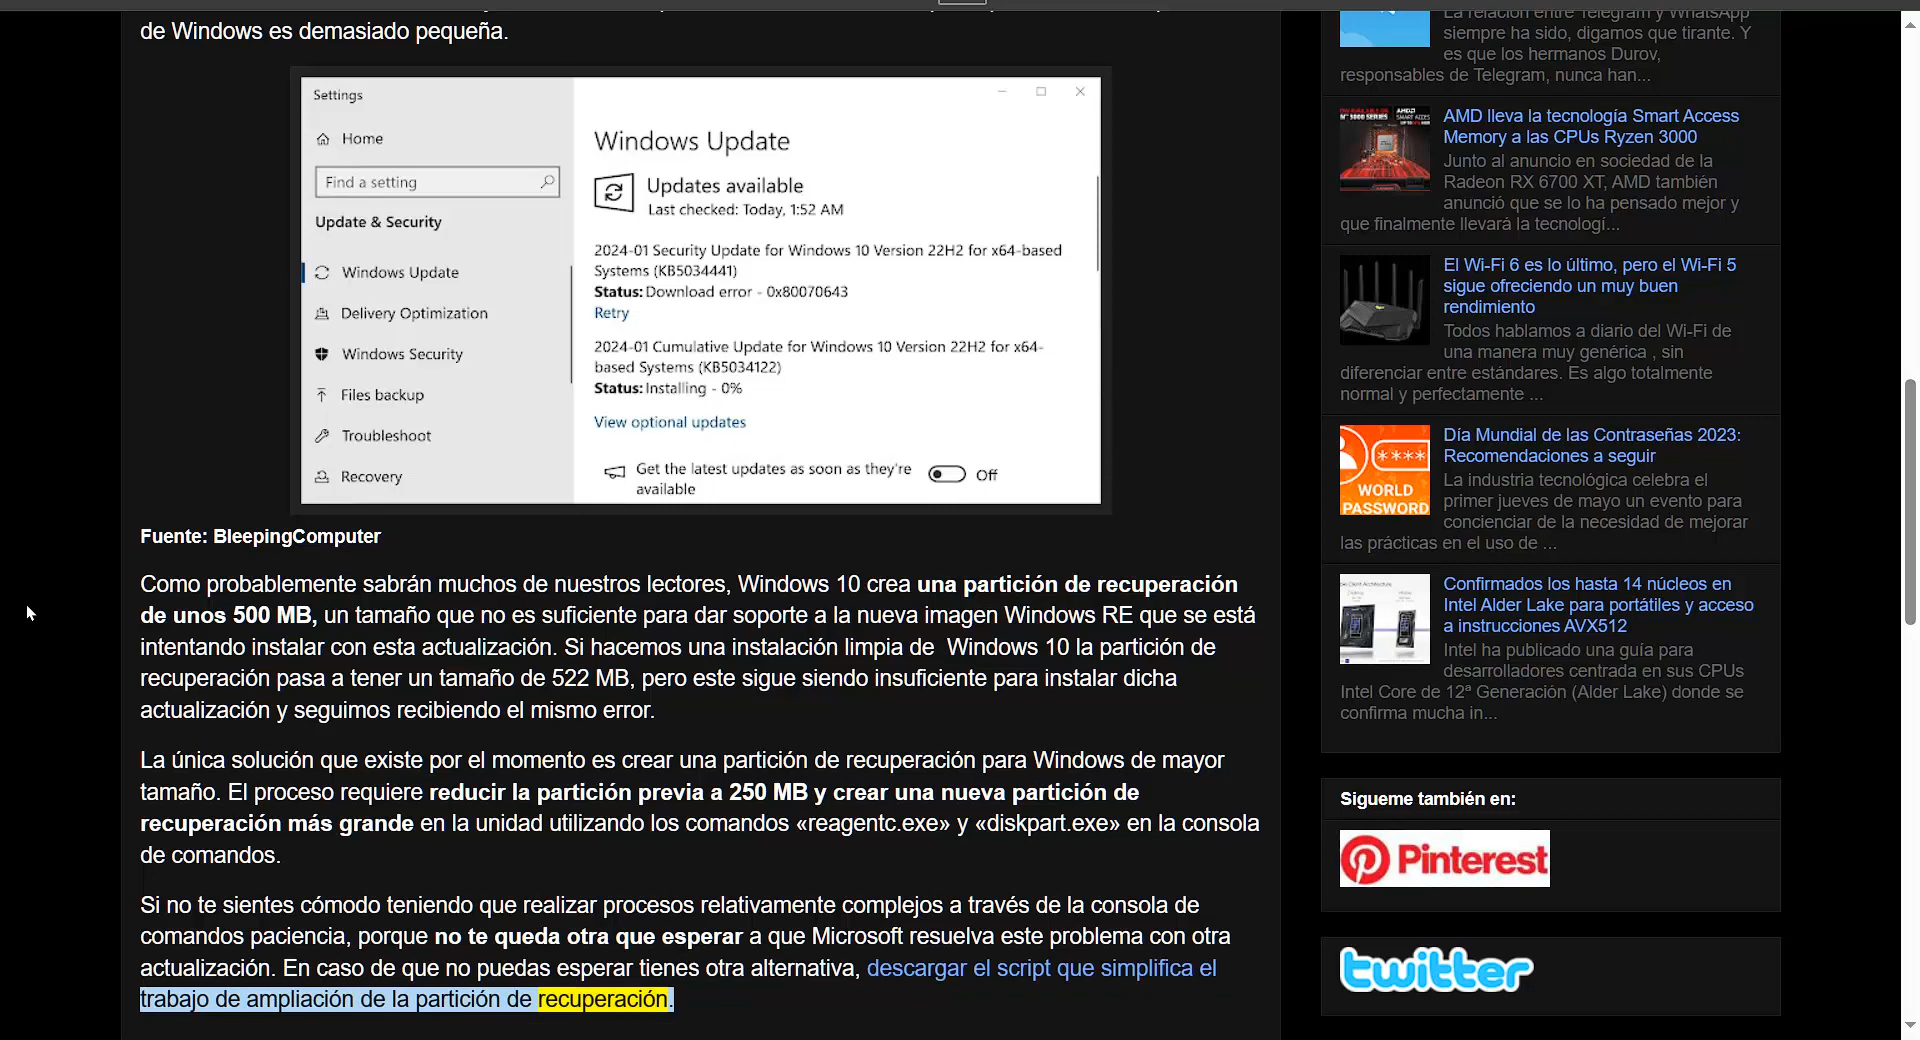 de Windows es demasiado pequeña.
Settings
Home
Find a setting
Update & Security
Windows Update
Delivery Optimization
Windows Security
Files backup
Troubleshoot
Recovery
Windows Update
Updates available
Last checked: Today, 1:52 AM
2024-01 Security Update for Windows 10 Version 22H2 for x64-based
Systems (KB5034441)
Status: Download error - 0x80070643
Retry
2024-01 Cumulative Update for Windows 10 Version 22H2 for x64-
based Systems (KB5034122)
Status: Installing - 0%
View optional updates
Get the latest updates as soon as they're
available
Off
Fuente: BleepingComputer
Como probablemente sabrán muchos de nuestros lectores, Windows 10 crea una partición de recuperación
de unos 500 MB, un tamaño que no es suficiente para dar soporte a la nueva imagen Windows RE que se está
intentando instalar con esta actualización. Si hacemos una instalación limpia de Windows 10 la partición de
recuperación pasa a tener un tamaño de 522 MB, pero este sigue siendo insuficiente para instalar dicha
actualización y seguimos recibiendo el mismo error.
La única solución que existe por el momento es crear una partición de recuperación para Windows de mayor
tamaño. El proceso requiere reducir la partición previa a 250 MB y crear una nueva partición de
recuperación más grande en la unidad utilizando los comandos «reagentc.exe» y «diskpart.exe» en la consola
de comandos.
Si no te sientes cómodo teniendo que realizar procesos relativamente complejos a través de la consola de
comandos paciencia, porque no te queda otra que esperar a que Microsoft resuelva este problema con otra
actualización. En caso de que no puedas esperar tienes otra alternativa, descargar el script que simplifica el
trabajo de ampliación de la partición de recuperación.
La relación entre Telegram y WhatsApp
siempre ha sido, digamos que tirante. Y
es que los hermanos Durov,
responsables de Telegram, nunca han...
AMD lleva la tecnología Smart Access
Memory a las CPUs Ryzen 3000
Junto al anuncio en sociedad de la
Radeon RX 6700 XT, AMD también
anunció que se lo ha pensado mejor y
que finalmente llevará la tecnologí...
El Wi-Fi 6 es lo último, pero el Wi-Fi 5
sigue ofreciendo un muy buen
rendimiento
Todos hablamos a diario del Wi-Fi de
una manera muy genérica , sin
diferenciar entre estándares. Es algo totalmente
normal y perfectamente ...
****
WORLD
PASSWORD
Día Mundial de las Contraseñas 2023:
Recomendaciones a seguir
La industria tecnológica celebra el
primer jueves de mayo un evento para
concienciar de la necesidad de mejorar
las prácticas en el uso de ...
Confirmados los hasta 14 núcleos en
Intel Alder Lake para portátiles y acceso
a instrucciones AVX512
Intel ha publicado una guía para
desarrolladores centrada en sus CPUs
Intel Core de 12ª Generación (Alder Lake) donde se
confirma mucha in...
Sigueme también en:
Pinterest
twitter